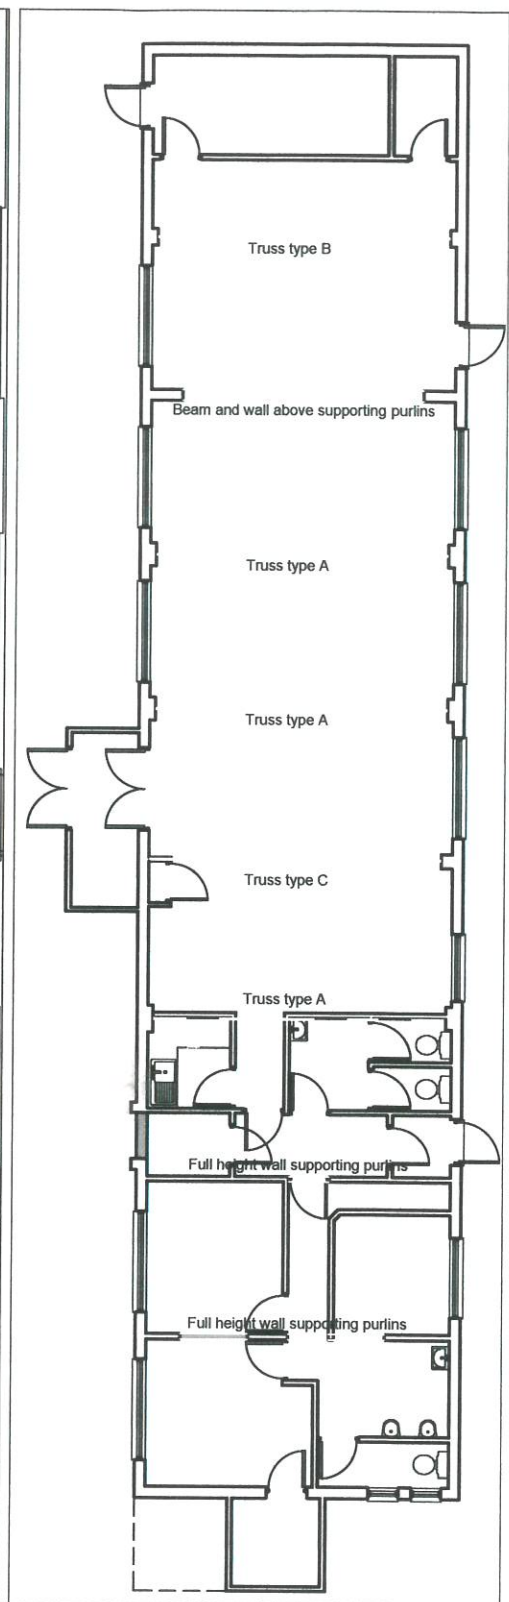 Truss type B
Beam and wall above supporting purlins
Truss type A
Truss type A
Truss type C
Truss type A
Full height wall supporting purlins
Full height wall supporting purlins